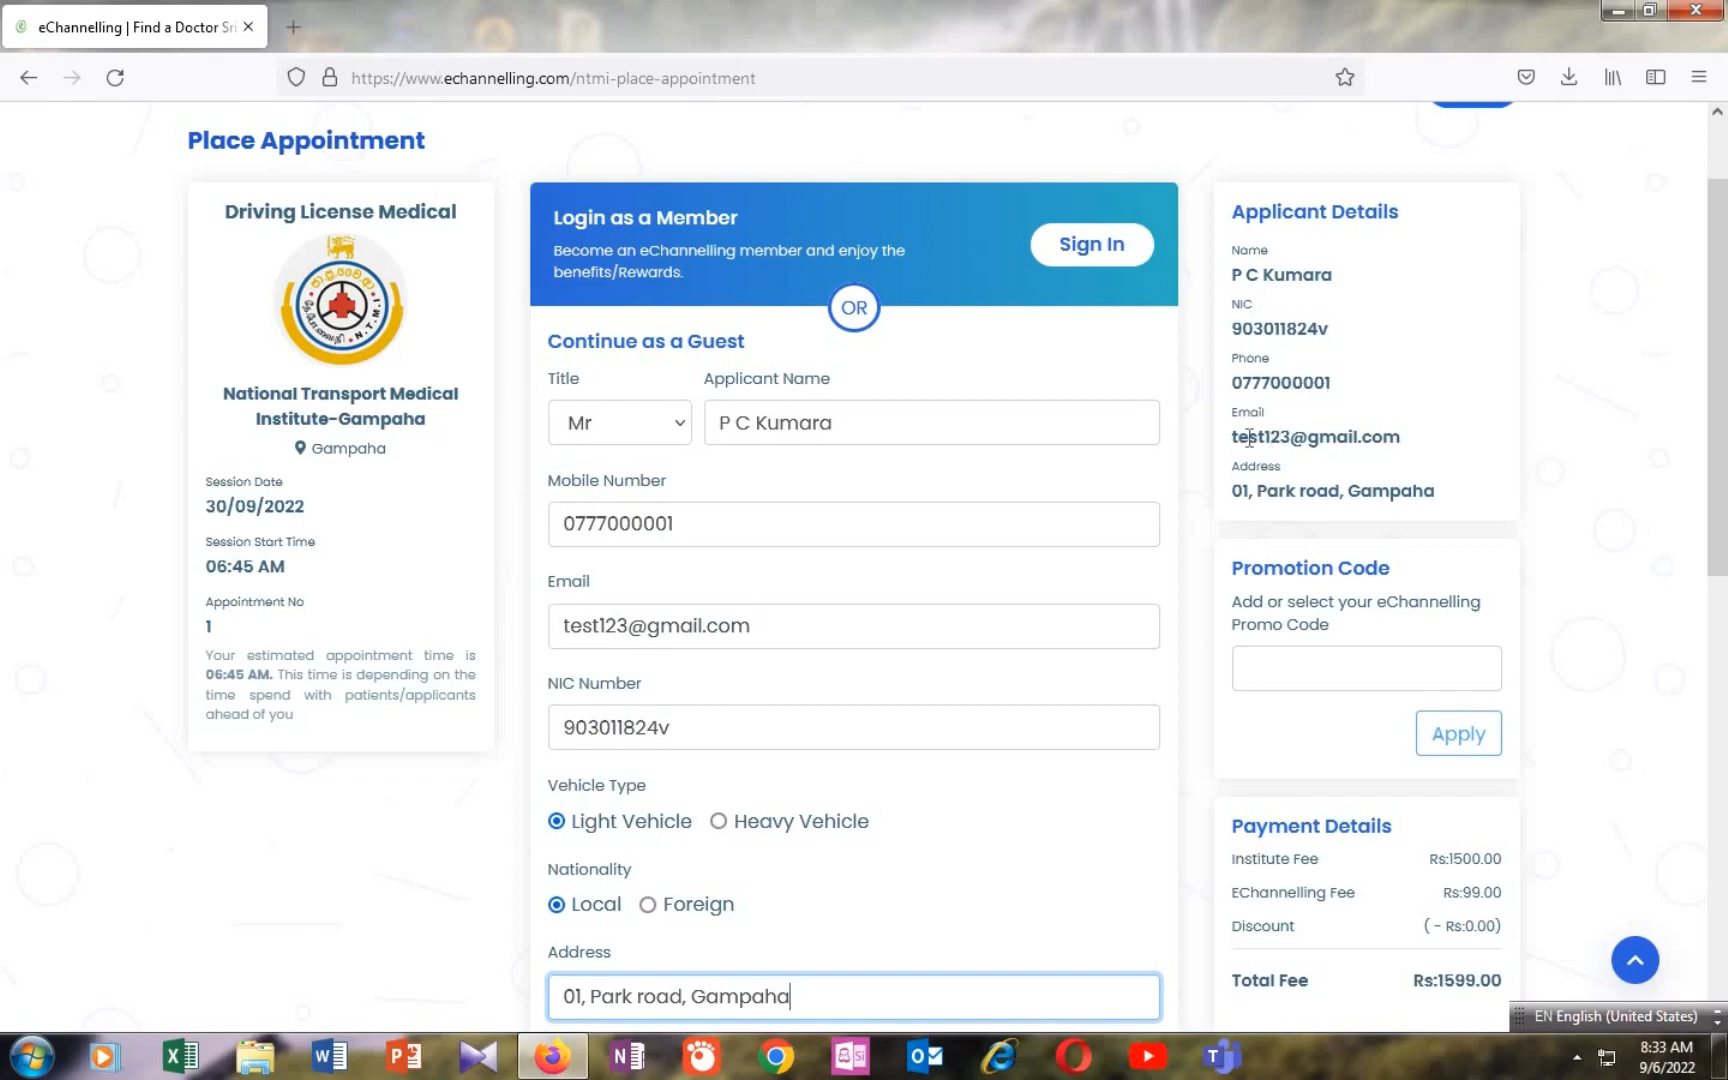 eChannelling | Find a Doctor Sri
https://www.echannelling.com/ntmi-place-appointment
Place Appointment
Driving License Medical
National Transport Medical
Institute-Gampaha
Gampaha
Session Date
30/09/2022
Session Start Time
06:45 AM
Appointment No
1
Your estimated appointment time is
06:45 AM. This time is depending on the
time spend with patients/applicants
ahead of you
Login as a Member
Become an eChannelling member and enjoy the
benefits/Rewards.
Sign In
OR
Continue as a Guest
Title
Applicant Name
Mr
P C Kumara
Mobile Number
0777000001
Email
test123@gmail.com
NIC Number
903011824v
Vehicle Type
Light Vehicle
Heavy Vehicle
Nationality
Local
Foreign
Address
01, Park road, Gampaha
Applicant Details
Name
P C Kumara
NIC
903011824v
Phone
0777000001
Email
test123@gmail.com
Address
01, Park road, Gampaha
Promotion Code
Add or select your eChannelling
Promo Code
Apply
Payment Details
Institute Fee Rs:1500.00
EChannelling Fee Rs:99.00
Discount ( - Rs:0.00)
Total Fee Rs:1599.00
EN English (United States)
8:33 AM
9/6/2022